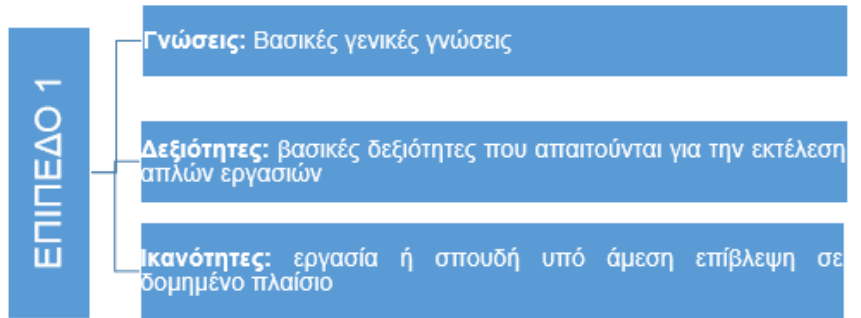 ΕΠΙΠΕΔΟ 1
Γνώσεις: Βασικές γενικές γνώσεις
Δεξιότητες: βασικές δεξιότητες που απαιτούνται για την εκτέλεση
απλών εργασιών
Ικανότητες: εργασία ή σπουδή υπό άμεση επίβλεψη σε
δομημένο πλαίσιο